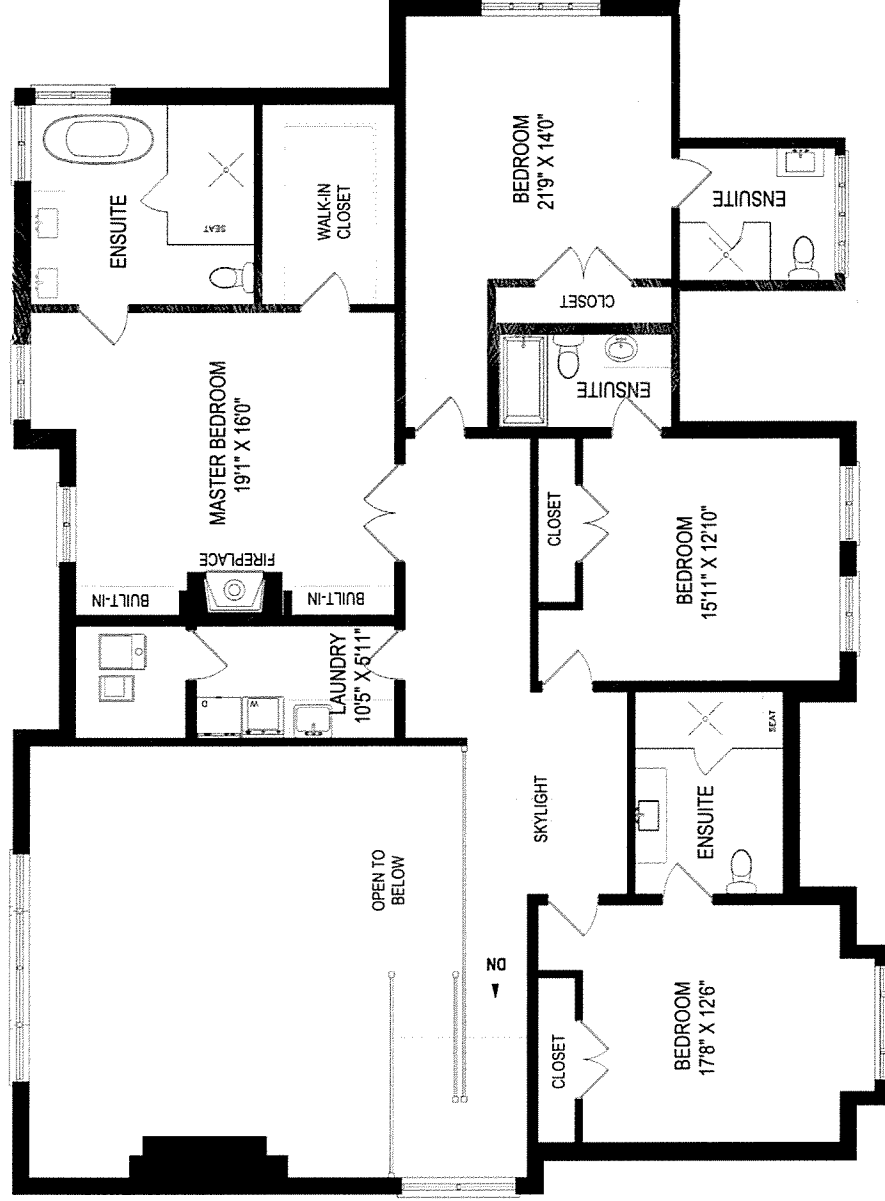 BEDROOM
21'9" X 14'0"
ENSUITE
SEAT
WALK-IN
CLOSET
ENSUITE
CLOSET
ENSUITE
MASTER BEDROOM
19'1" X 16'0"
FIREPLACE
BUILT-IN
BUILT-IN
CLOSET
BEDROOM
15'11" X 12'10"
LAUNDRY
10'5" X 5'11"
D
W
SEAT
SKYLIGHT
ENSUITE
OPEN TO
BELOW
DN
CLOSET
BEDROOM
17'8" X 12'6"